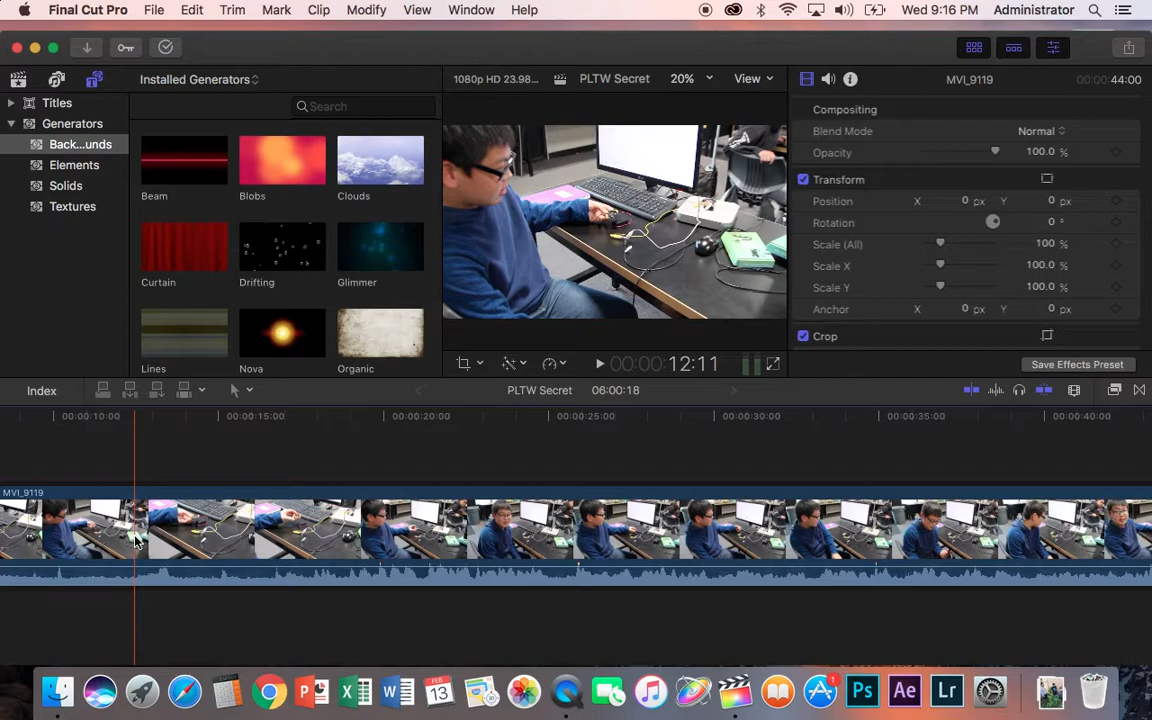 Final Cut Pro File Edit Trim Mark Clip Modify View Window Help Wed 9:16 PM Administrator
Installed Generators 1080p HD 23.98... PLTW Secret 20% View MVI_9119 00:00:44:00
Titles
Generators
Back...unds
Elements
Solids
Textures
Search
Beam Blobs Clouds
Curtain Drifting Glimmer
Lines Nova Organic
Compositing
Blend Mode Normal
Opacity 100.0 %
Transform
Position X 0 px Y 0 px
Rotation 0 °
Scale (All) 100 %
Scale X 100.0 %
Scale Y 100.0 %
Anchor X 0 px Y 0 px
Crop
00:00:12:11
Save Effects Preset
Index PLTW Secret 06:00:18
00:00:10:00 00:00:15:00 00:00:20:00 00:00:25:00 00:00:30:00 00:00:35:00 00:00:40:00
MVI_9119
FEB
13
1
Ps Ae Lr